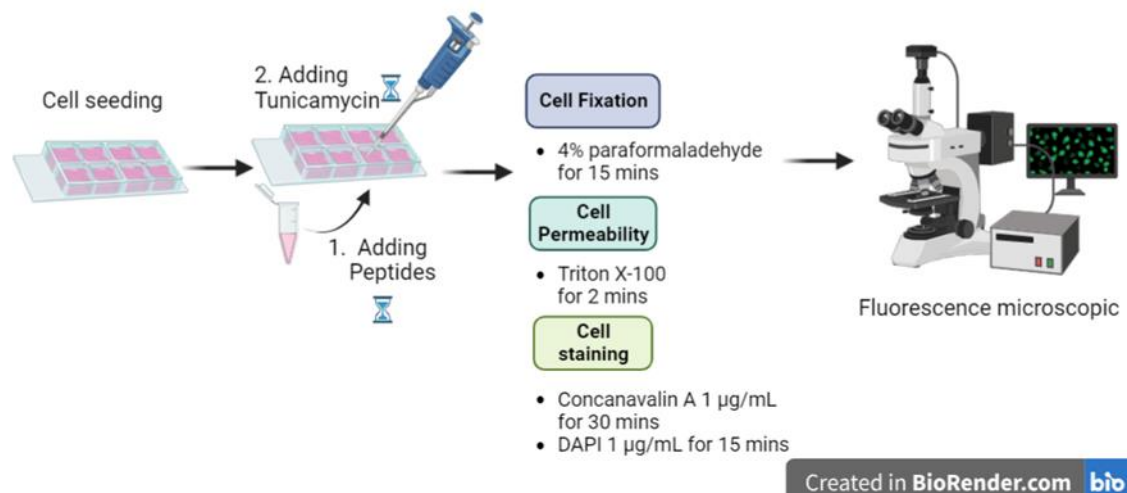 Cell seeding
2. Adding
Tunicamycin
1. Adding
Peptides
Cell Fixation
• 4% paraformaladehyde
for 15 mins
Cell
Permeability
• Triton X-100
for 2 mins
Cell
staining
• Concanavalin A 1 µg/mL
for 30 mins
• DAPI 1 µg/mL for 15 mins
Fluorescence microscopic
Created in BioRender.com bio